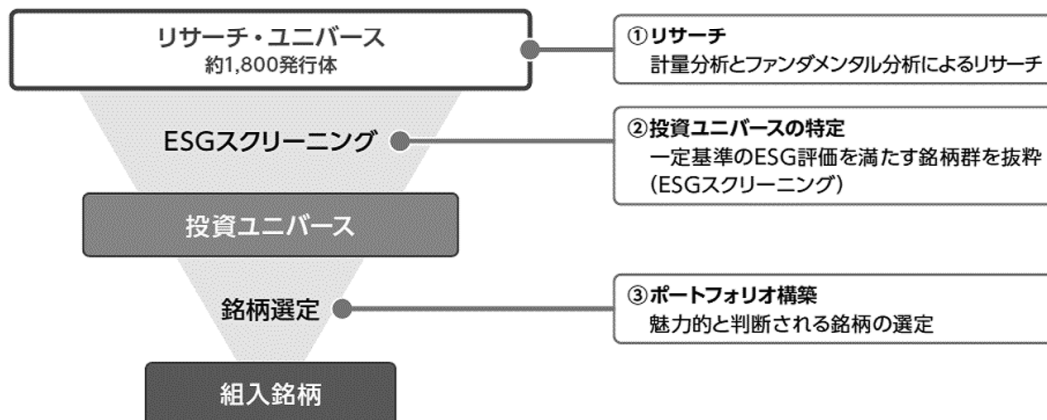 リサーチ・ユニバース
約1,800発行体
①リサーチ
計量分析とファンダメンタル分析によるリサーチ
ESGスクリーニング
②投資ユニバースの特定
一定基準のESG評価を満たす銘柄群を抜粋
(ESGスクリーニング)
投資ユニバース
銘柄選定
③ポートフォリオ構築
魅力的と判断される銘柄の選定
組入銘柄